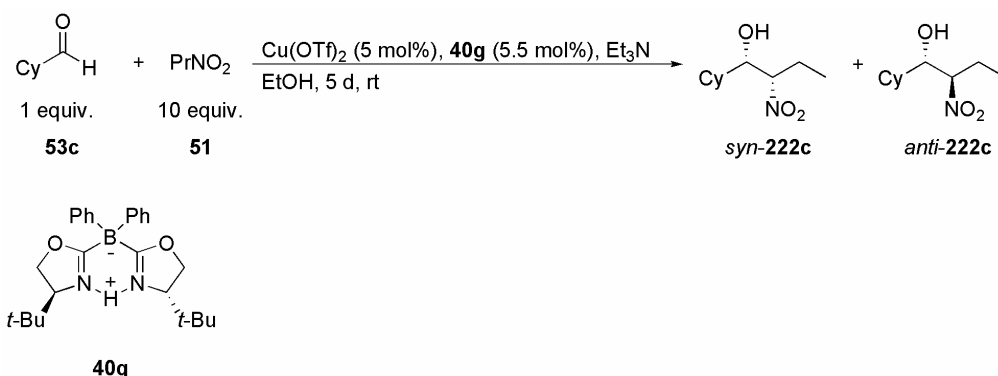 O
Cy H
1 equiv.
53c
+
PrNO2
10 equiv.
51
Cu(OTf)2 (5 mol%), 40g (5.5 mol%), Et3N
EtOH, 5 d, rt
OH
Cy
NO2
syn-222c
+
OH
Cy
NO2
anti-222c
Ph Ph
O B O
-
N + N
H
t-Bu t-Bu
40g